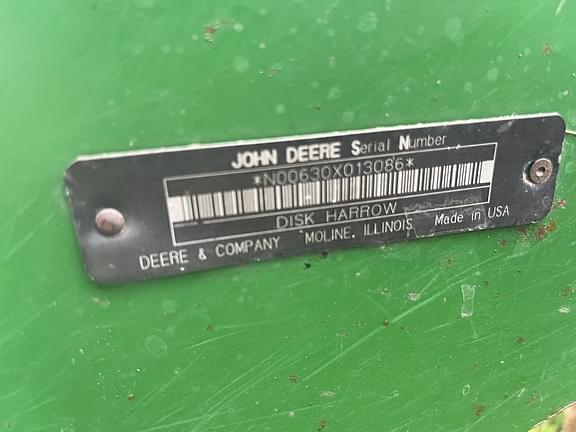 JOHN DEERE Serial Number
*N00630X013086*
DISK HARROW
DEERE & COMPANY MOLINE, ILLINOIS Made in USA